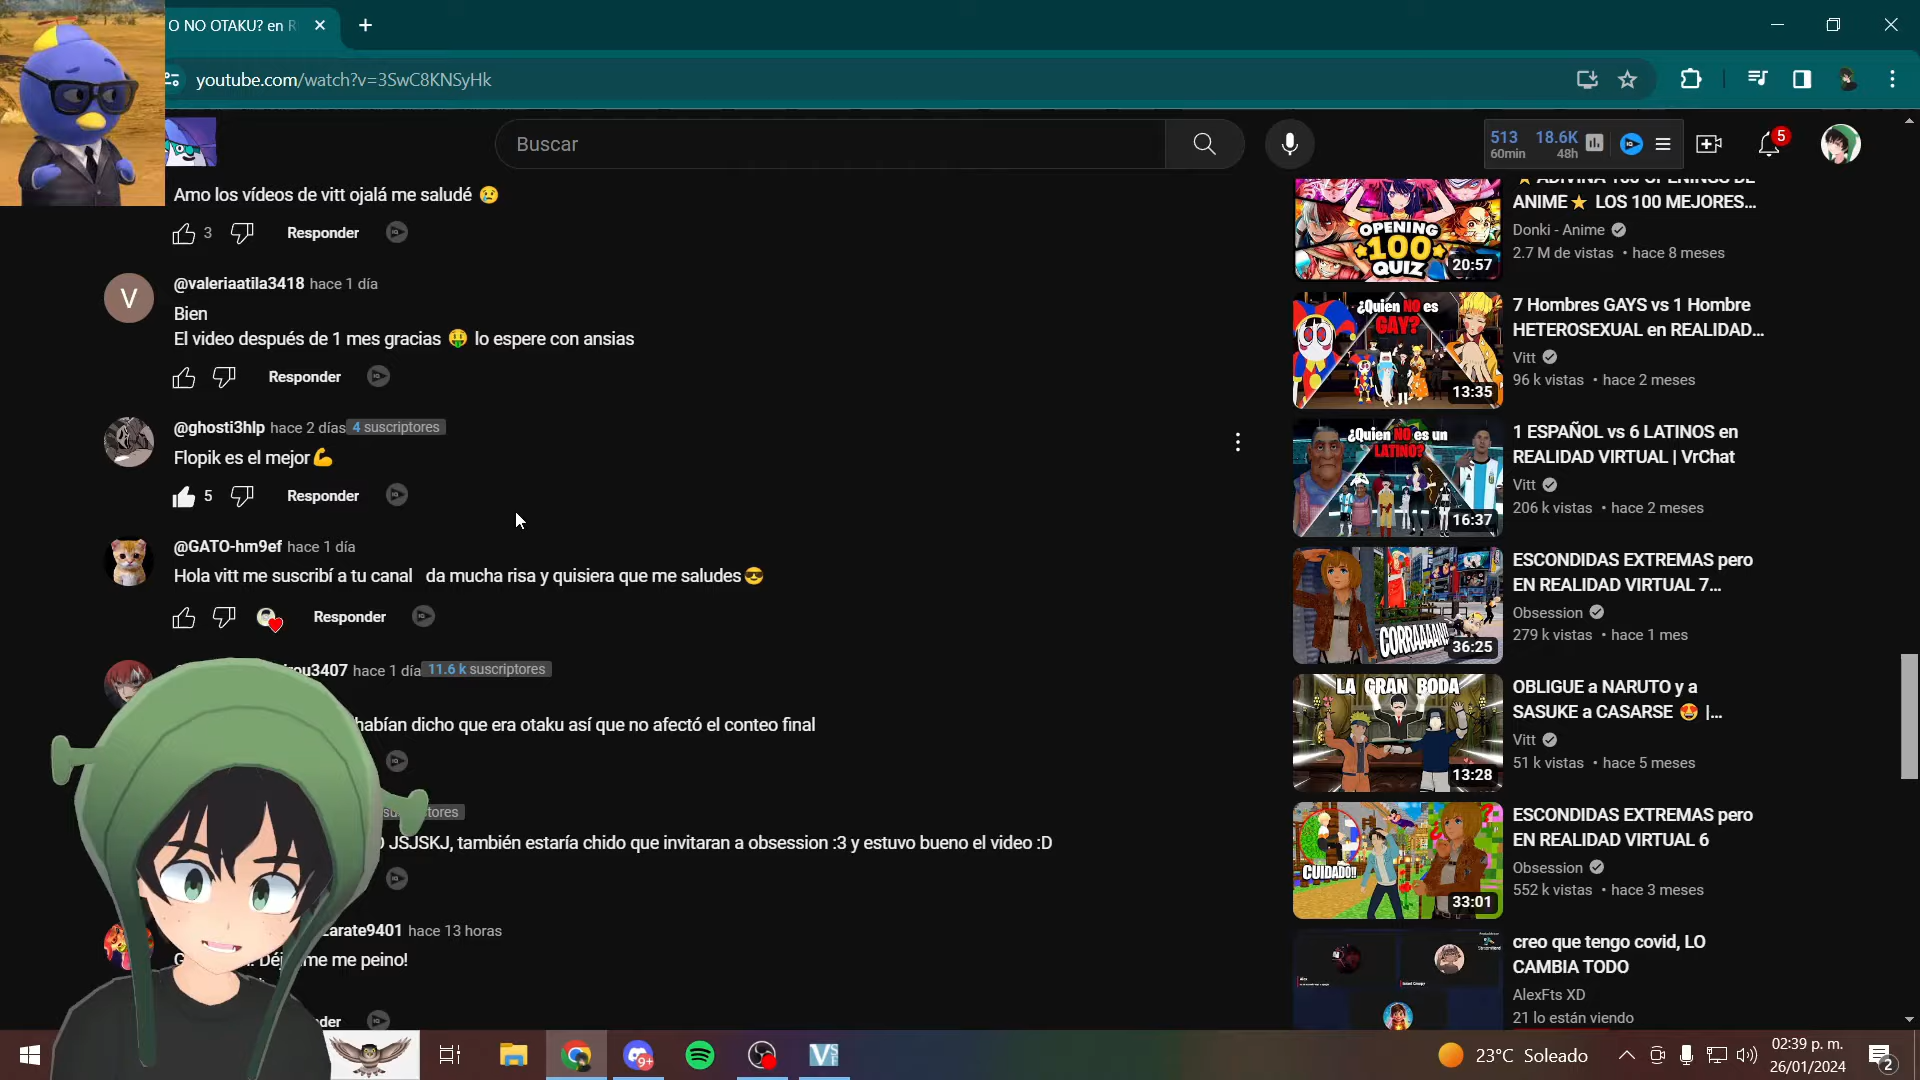 O NO OTAKU? en R
youtube.com/watch?v=3SwC8KNSyHk
Buscar
513
60min
18.6K
48h
5
Amo los vídeos de vitt ojalá me saludé 😢
3
Responder
@valeriaatila3418 hace 1 día
V
Bien
El video después de 1 mes gracias 🤑 lo espere con ansias
Responder
@ghosti3hlp hace 2 días 4 suscriptores
Flopik es el mejor💪
5
Responder
@GATO-hm9ef hace 1 día
Hola vitt me suscribí a tu canal da mucha risa y quisiera que me saludes😎
Responder
rou3407 hace 1 día 11.6 k suscriptores
habían dicho que era otaku así que no afectó el conteo final
JSJSKJ, también estaría chido que invitaran a obsession :3 y estuvo bueno el video :D
arate9401 hace 13 horas
me peino!
OPENING
100
QUIZ
20:57
⭐ ADIVINA 100 OPENINGS DE
ANIME⭐ LOS 100 MEJORES...
Donki - Anime
2.7 M de vistas • hace 8 meses
¿Quien NO es
GAY?
13:35
7 Hombres GAYS vs 1 Hombre
HETEROSEXUAL en REALIDAD...
Vitt
96 k vistas • hace 2 meses
¿Quien NO es un
LATINO?
16:37
1 ESPAÑOL vs 6 LATINOS en
REALIDAD VIRTUAL | VrChat
Vitt
206 k vistas • hace 2 meses
CORRAAAAN!!
36:25
ESCONDIDAS EXTREMAS pero
EN REALIDAD VIRTUAL 7...
Obsession
279 k vistas • hace 1 mes
LA GRAN BODA
13:28
OBLIGUE a NARUTO y a
SASUKE a CASARSE 😍 |...
Vitt
51 k vistas • hace 5 meses
CUIDADO!!
33:01
ESCONDIDAS EXTREMAS pero
EN REALIDAD VIRTUAL 6
Obsession
552 k vistas • hace 3 meses
creo que tengo covid, LO
CAMBIA TODO
AlexFts XD
21 lo están viendo
9+
23°C Soleado
02:39 p. m.
26/01/2024
2